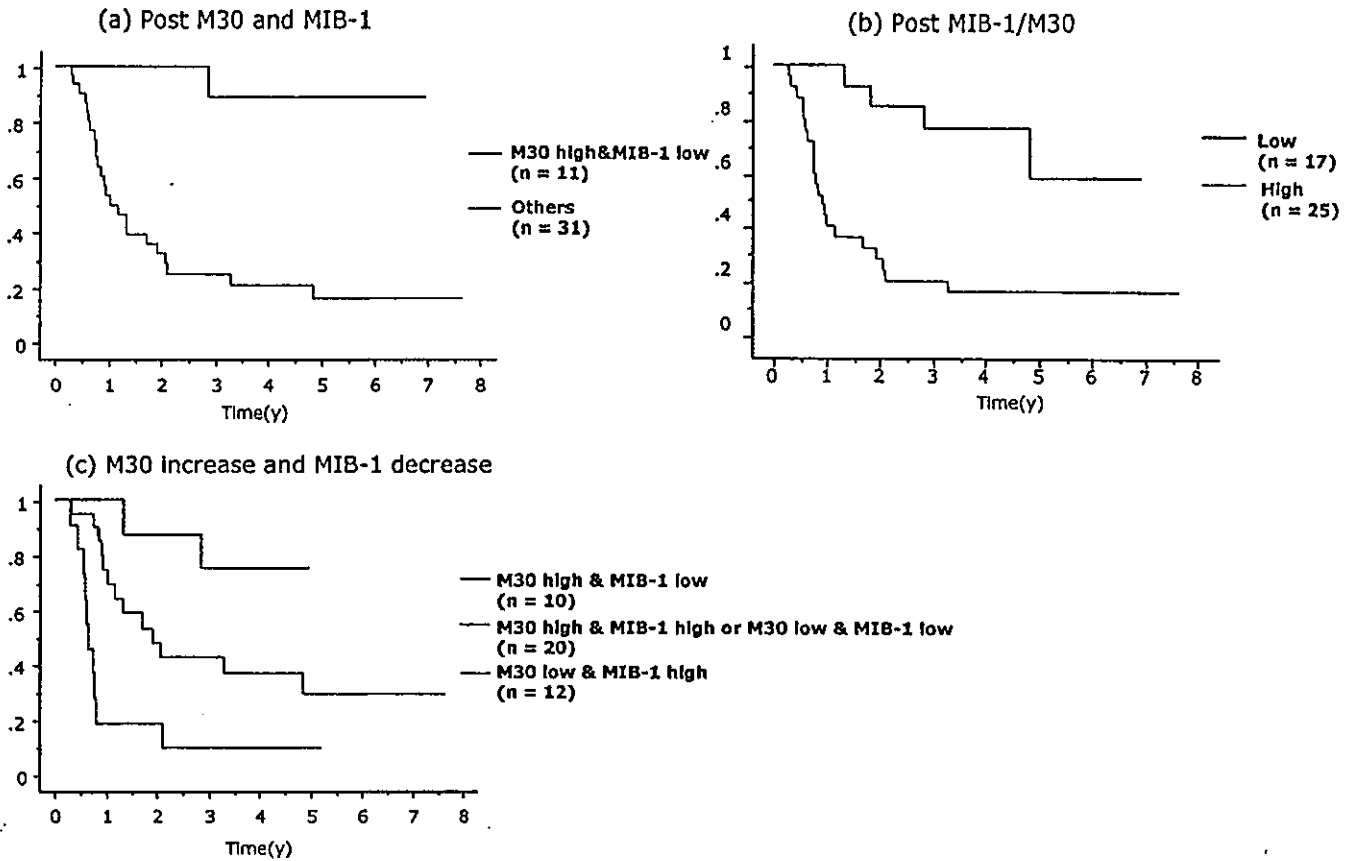 (a) Post M30 and MIB-1
1
.8
.6
.4
.2
0
0 1 2 3 4 5 6 7 8
Time(y)
M30 high&MIB-1 low
(n = 11)
Others
(n = 31)
(b) Post MIB-1/M30
1
.8
.6
.4
.2
0
0 1 2 3 4 5 6 7 8
Time(y)
Low
(n = 17)
High
(n = 25)
(c) M30 increase and MIB-1 decrease
1
.8
.6
.4
.2
0
0 1 2 3 4 5 6 7 8
Time(y)
M30 high & MIB-1 low
(n = 10)
M30 high & MIB-1 high or M30 low & MIB-1 low
(n = 20)
M30 low & MIB-1 high
(n = 12)